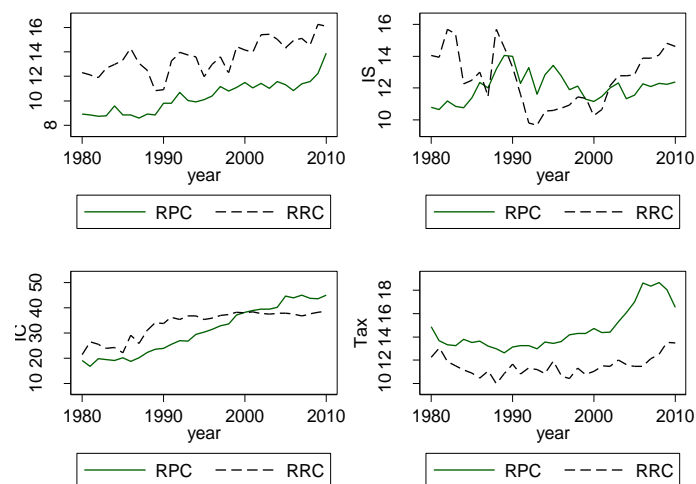 8 10 12 14 16
1980 1990 2000 2010
year
RPC RRC
IS
10 12 14 16
1980 1990 2000 2010
year
RPC RRC
IC
10 20 30 40 50
1980 1990 2000 2010
year
RPC RRC
Tax
10 12 14 16 18
1980 1990 2000 2010
year
RPC RRC